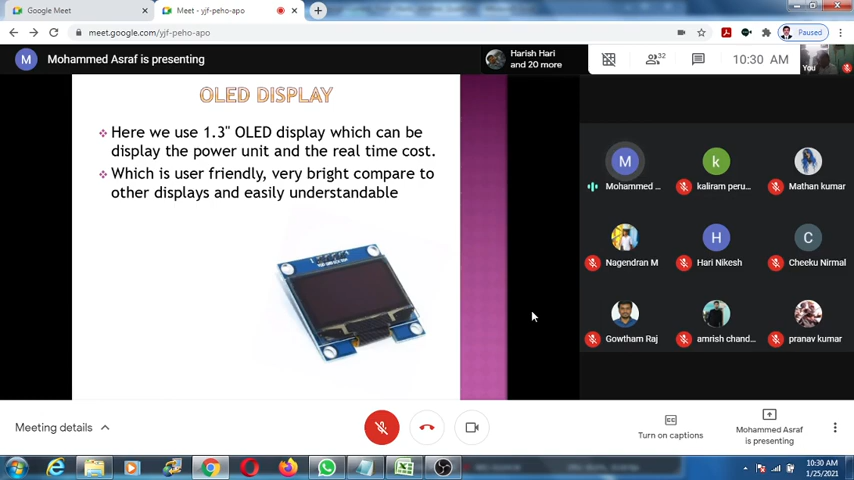 Google Meet
Meet - yjf-peho-apo
meet.google.com/yjf-peho-apo
Paused
Mohammed Asraf is presenting
M
Harish Hari
and 20 more
32
10:30 AM
You
OLED DISPLAY
Here we use 1.3" OLED display which can be
display the power unit and the real time cost.
Which is user friendly, very bright compare to
other displays and easily understandable
M
k
Mohammed ...
kaliram peru...
Mathan kumar
H
C
Nagendran M
Hari Nikesh
Cheeku Nirmal
Gowtham Raj
amrish chand...
pranav kumar
Meeting details
Turn on captions
Mohammed Asraf
is presenting
10:30 AM
1/25/2021